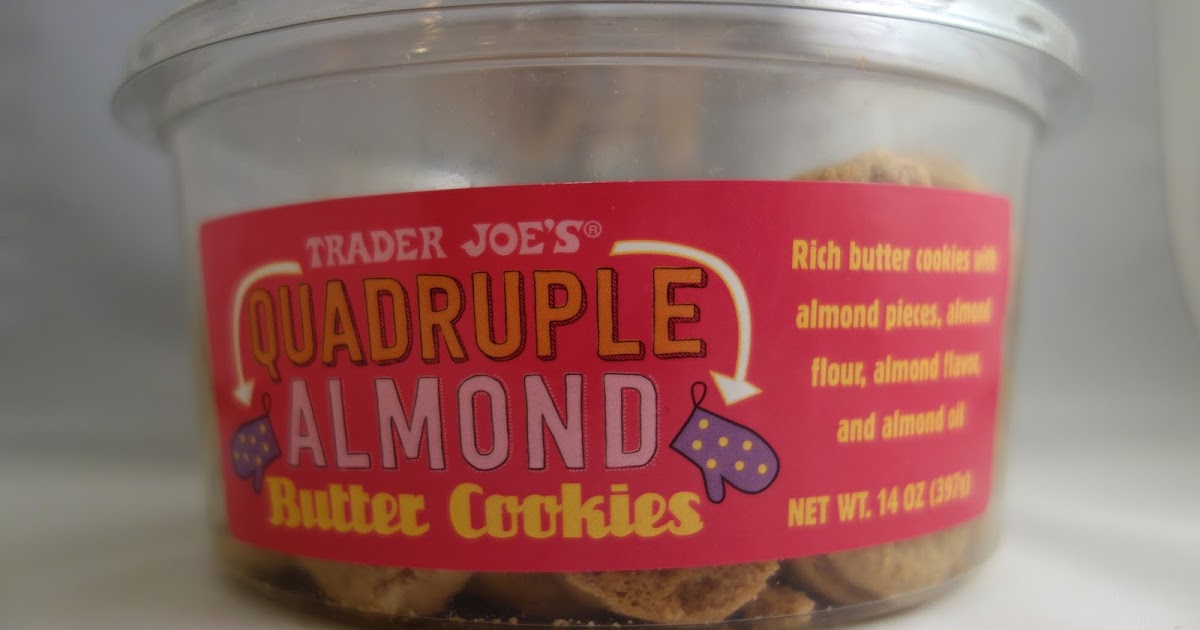 TRADER JOE'S®
QUADRUPLE
ALMOND
Butter Cookies
Rich butter cookies with
almond pieces, almond
flour, almond flavor,
and almond oil
NET WT. 14 OZ (397g)